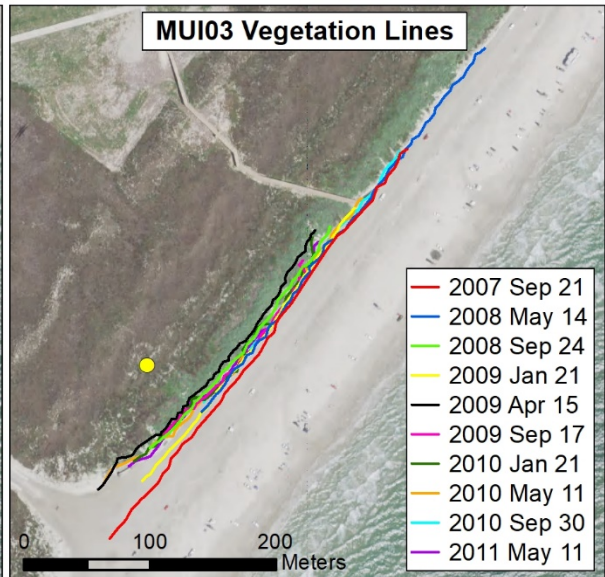 MUI03 Vegetation Lines
2007 Sep 21
2008 May 14
2008 Sep 24
2009 Jan 21
2009 Apr 15
2009 Sep 17
2010 Jan 21
2010 May 11
2010 Sep 30
2011 May 11
0 100 200
Meters